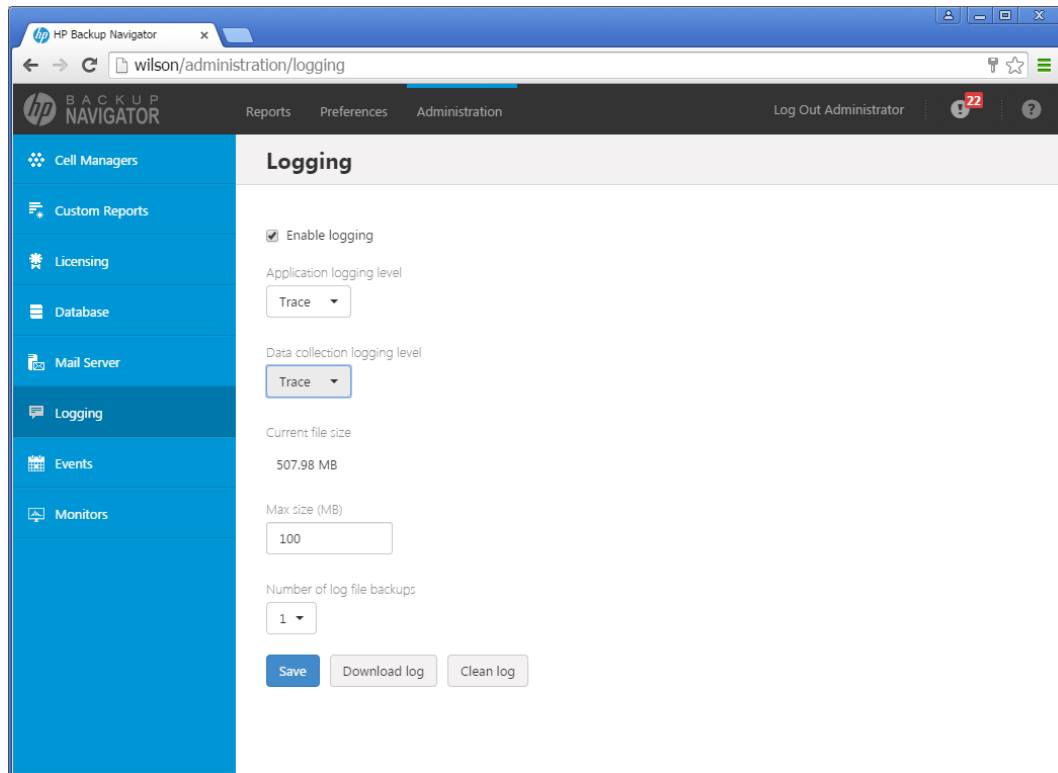 HP Backup Navigator
wilson/administration/logging
hp BACKUP NAVIGATOR
Reports Preferences Administration Log Out Administrator 22 ?
Cell Managers
Custom Reports
Licensing
Database
Mail Server
Logging
Events
Monitors
Logging
Enable logging
Application logging level
Trace
Data collection logging level
Trace
Current file size
507.98 MB
Max size (MB)
100
Number of log file backups
1
Save Download log Clean log